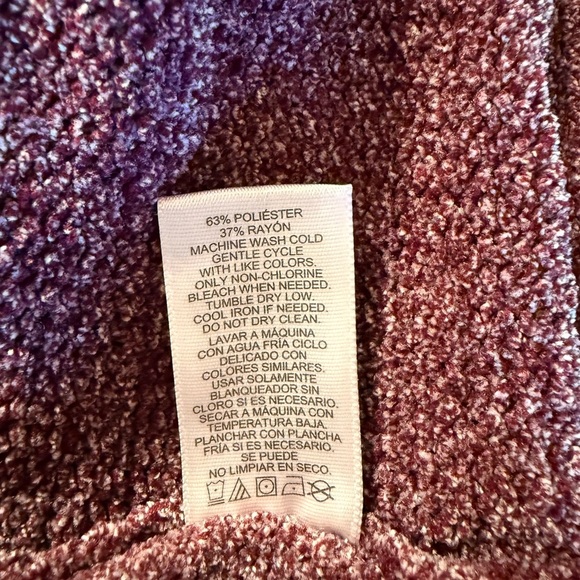 63% POLIÉSTER
37% RAYÓN
MACHINE WASH COLD
GENTLE CYCLE
WITH LIKE COLORS.
ONLY NON-CHLORINE
BLEACH WHEN NEEDED.
TUMBLE DRY LOW.
COOL IRON IF NEEDED.
DO NOT DRY CLEAN.
LAVAR A MÁQUINA
CON AGUA FRÍA CICLO
DELICADO CON
COLORES SIMILARES.
USAR SOLAMENTE
BLANQUEADOR SIN
CLORO SI ES NECESARIO.
SECAR A MÁQUINA CON
TEMPERATURA BAJA.
PLANCHAR CON PLANCHA
FRÍA SI ES NECESARIO.
SE PUEDE
NO LIMPIAR EN SECO.